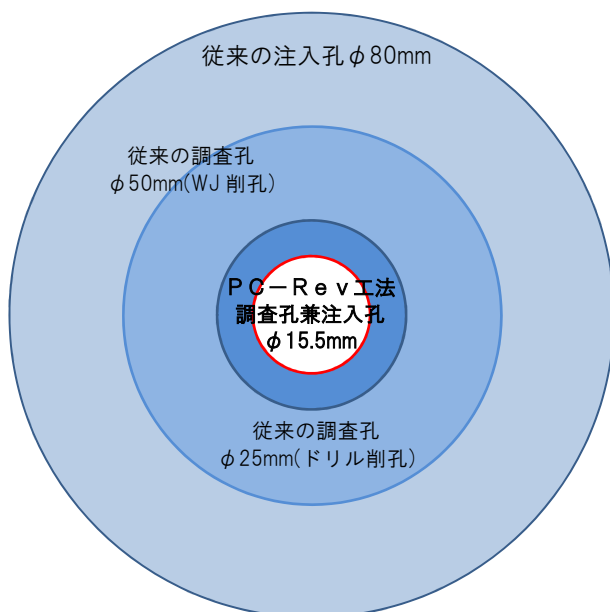 従来の注入孔φ80mm
従来の調査孔
φ50mm(WJ 削孔)
ＰＣ－Ｒｅｖ工法
調査孔兼注入孔
φ15.5mm
従来の調査孔
φ25mm(ドリル削孔)